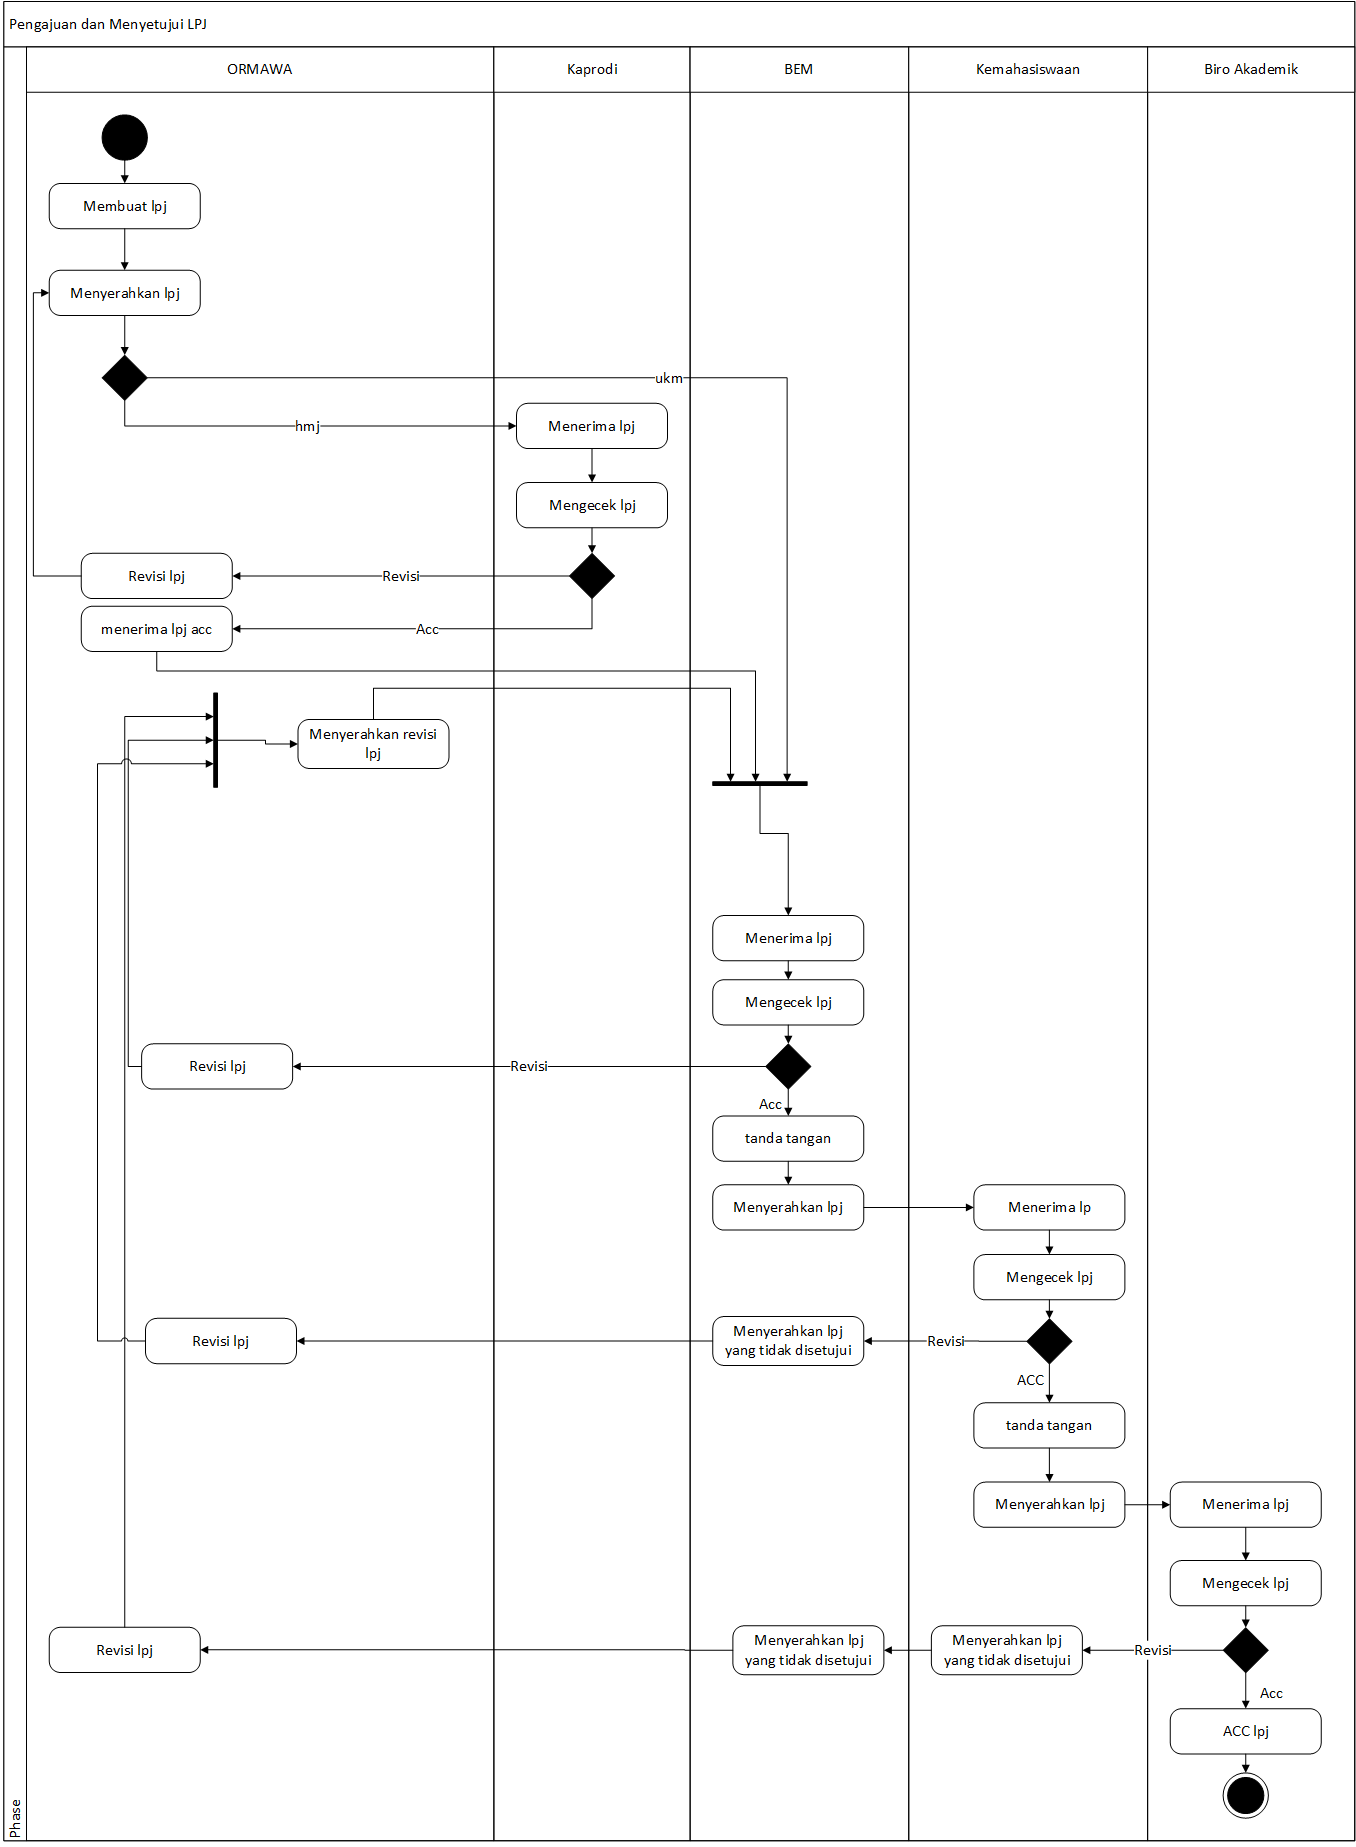 Pengajuan dan Menyetujui LPJ
ORMAWA
Kaprodi
BEM
Kemahasiswaan
Biro Akademik
Membuat lpj
Menyerahkan lpj
ukm
hmj
Menerima lpj
Mengecek lpj
Revisi lpj
Revisi
menerima lpj acc
Acc
Menyerahkan revisi
lpj
Menerima lpj
Mengecek lpj
Revisi lpj
Revisi
Acc
tanda tangan
Menyerahkan lpj
Menerima lp
Mengecek lpj
Revisi lpj
Menyerahkan lpj
yang tidak disetujui
Revisi
ACC
tanda tangan
Menyerahkan lpj
Menerima lpj
Mengecek lpj
Revisi lpj
Menyerahkan lpj
yang tidak disetujui
Menyerahkan lpj
yang tidak disetujui
Revisi
Acc
ACC lpj
Phase